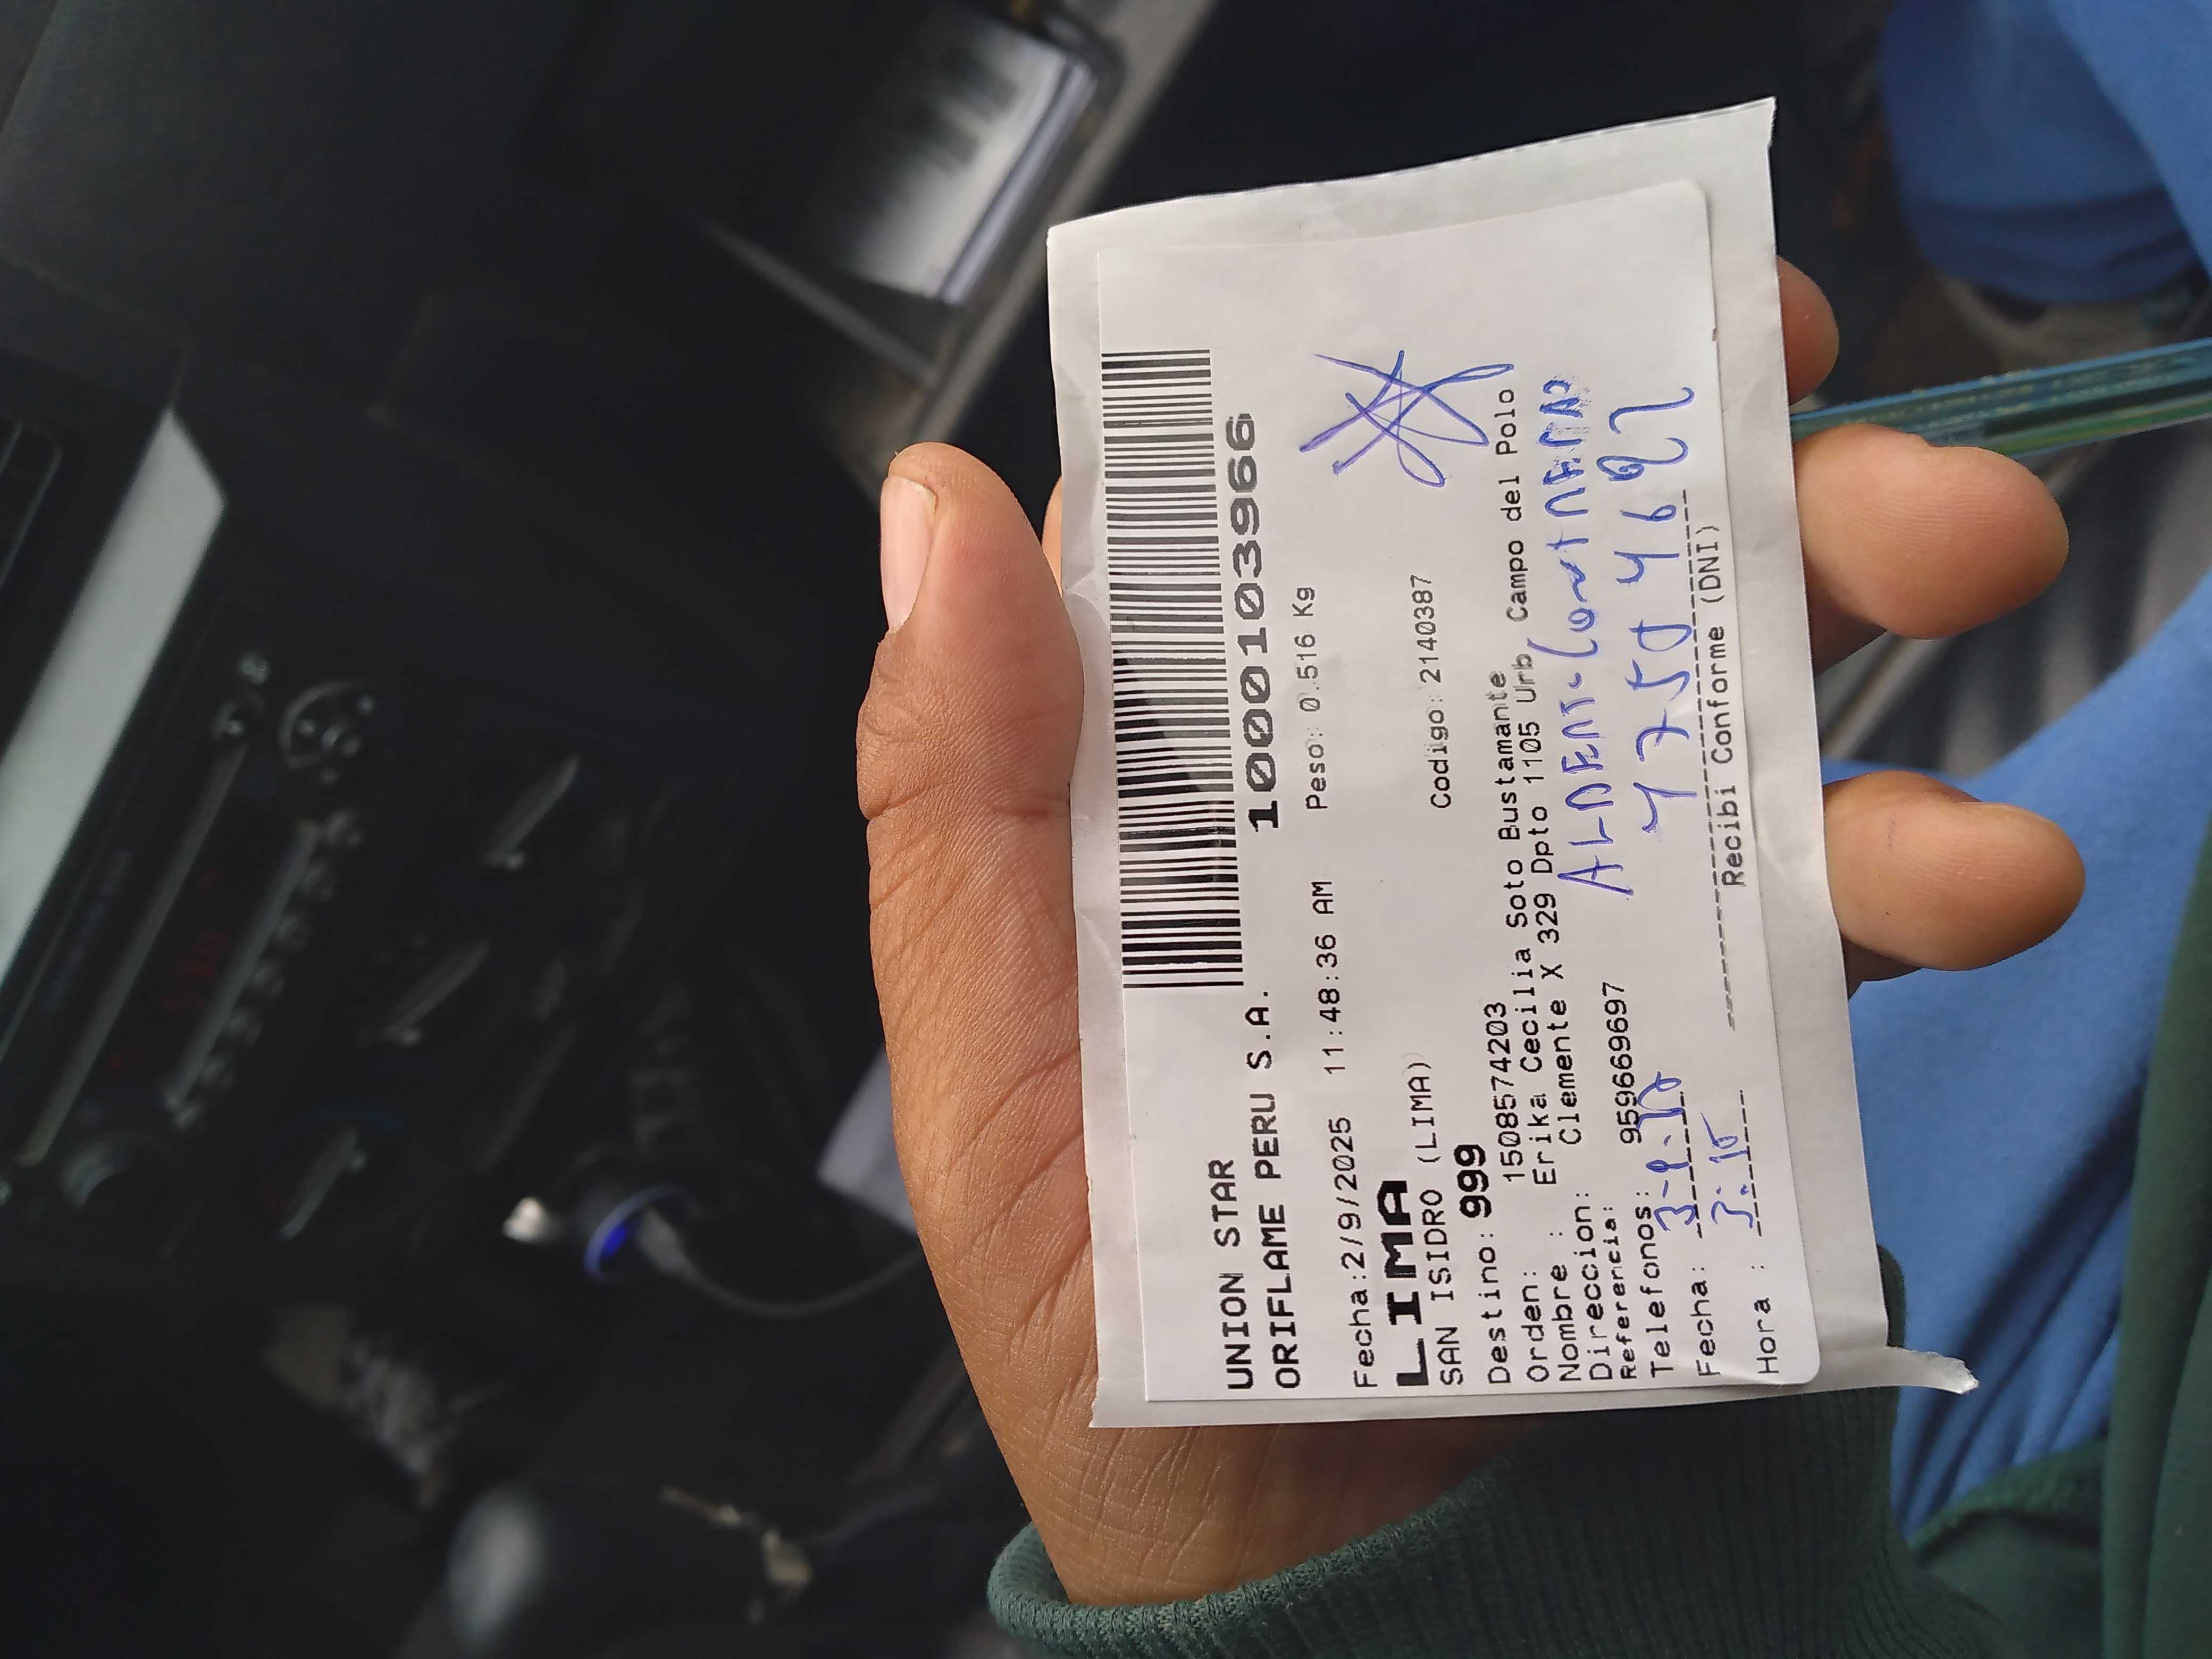 UNION STAR
ORIFLAME PERU S.A.
1000103966
Fecha:2/9/2025 11:48:36 AM Peso: 0.516 Kg
LIMA
SAN ISIDRO (LIMA)
Codigo: 2140387
Destino: 999
Orden: 1508574203
Nombre : Erika Cecilia Soto Bustamante
Direccion: Clemente X 329 Dpto 1105 Urb. Campo del Polo
Referencia:
Telefonos: 959669697
Fecha:
Hora : 3:15
Recibi Conforme (DNI)